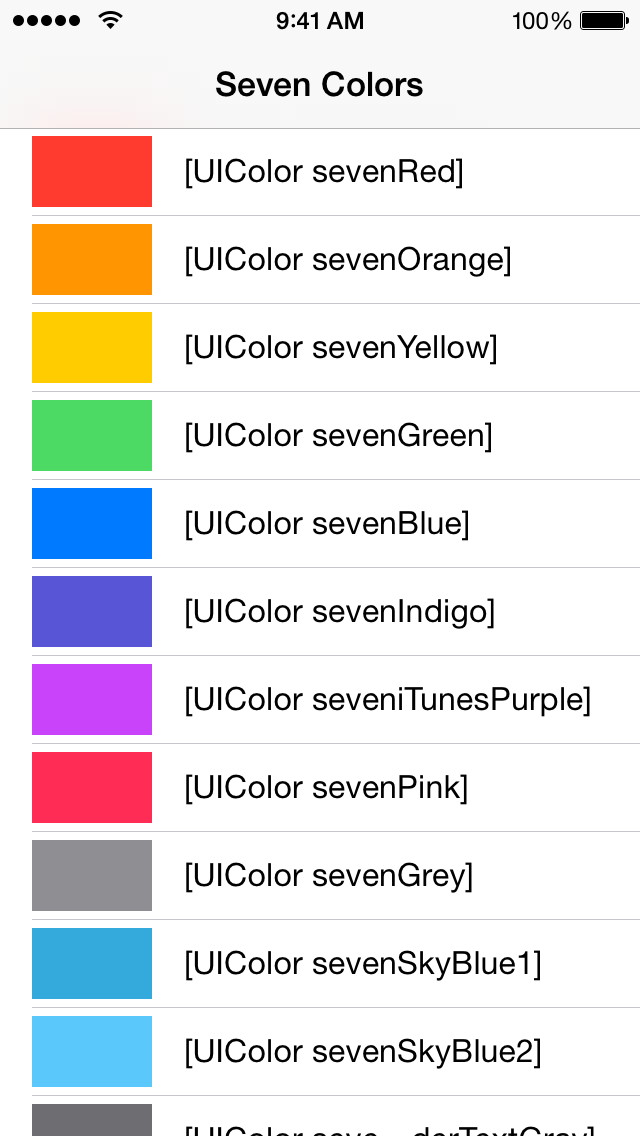 9:41 AM 100%
Seven Colors
[UIColor sevenRed]
[UIColor sevenOrange]
[UIColor sevenYellow]
[UIColor sevenGreen]
[UIColor sevenBlue]
[UIColor sevenIndigo]
[UIColor seveniTunesPurple]
[UIColor sevenPink]
[UIColor sevenGrey]
[UIColor sevenSkyBlue1]
[UIColor sevenSkyBlue2]
[UIColor seve...derTextGray]